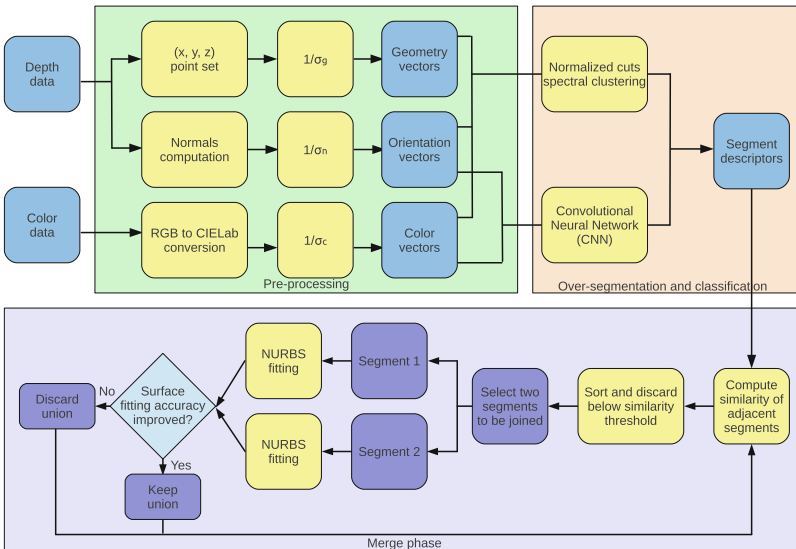 Depth
data
(x, y, z)
point set
1/σg
Geometry
vectors
Normals
computation
1/σn
Orientation
vectors
Color
data
RGB to CIELab
conversion
1/σc
Color
vectors
Pre-processing
Normalized cuts
spectral clustering
Convolutional
Neural Network
(CNN)
Segment
descriptors
Over-segmentation and classification
Compute
similarity of
adjacent
segments
Sort and discard
below similarity
threshold
Select two
segments
to be joined
Segment 1
Segment 2
NURBS
fitting
NURBS
fitting
Surface
fitting accuracy
improved?
No
Discard
union
Yes
Keep
union
Merge phase